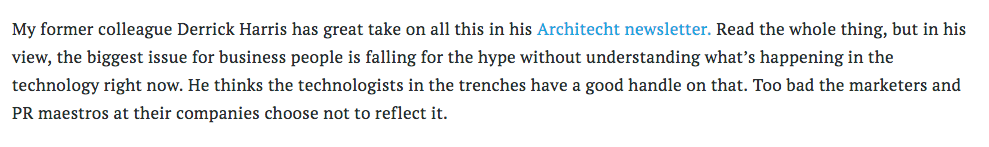 My former colleague Derrick Harris has great take on all this in his Architecht newsletter. Read the whole thing, but in his
view, the biggest issue for business people is falling for the hype without understanding what’s happening in the
technology right now. He thinks the technologists in the trenches have a good handle on that. Too bad the marketers and
PR maestros at their companies choose not to reflect it.